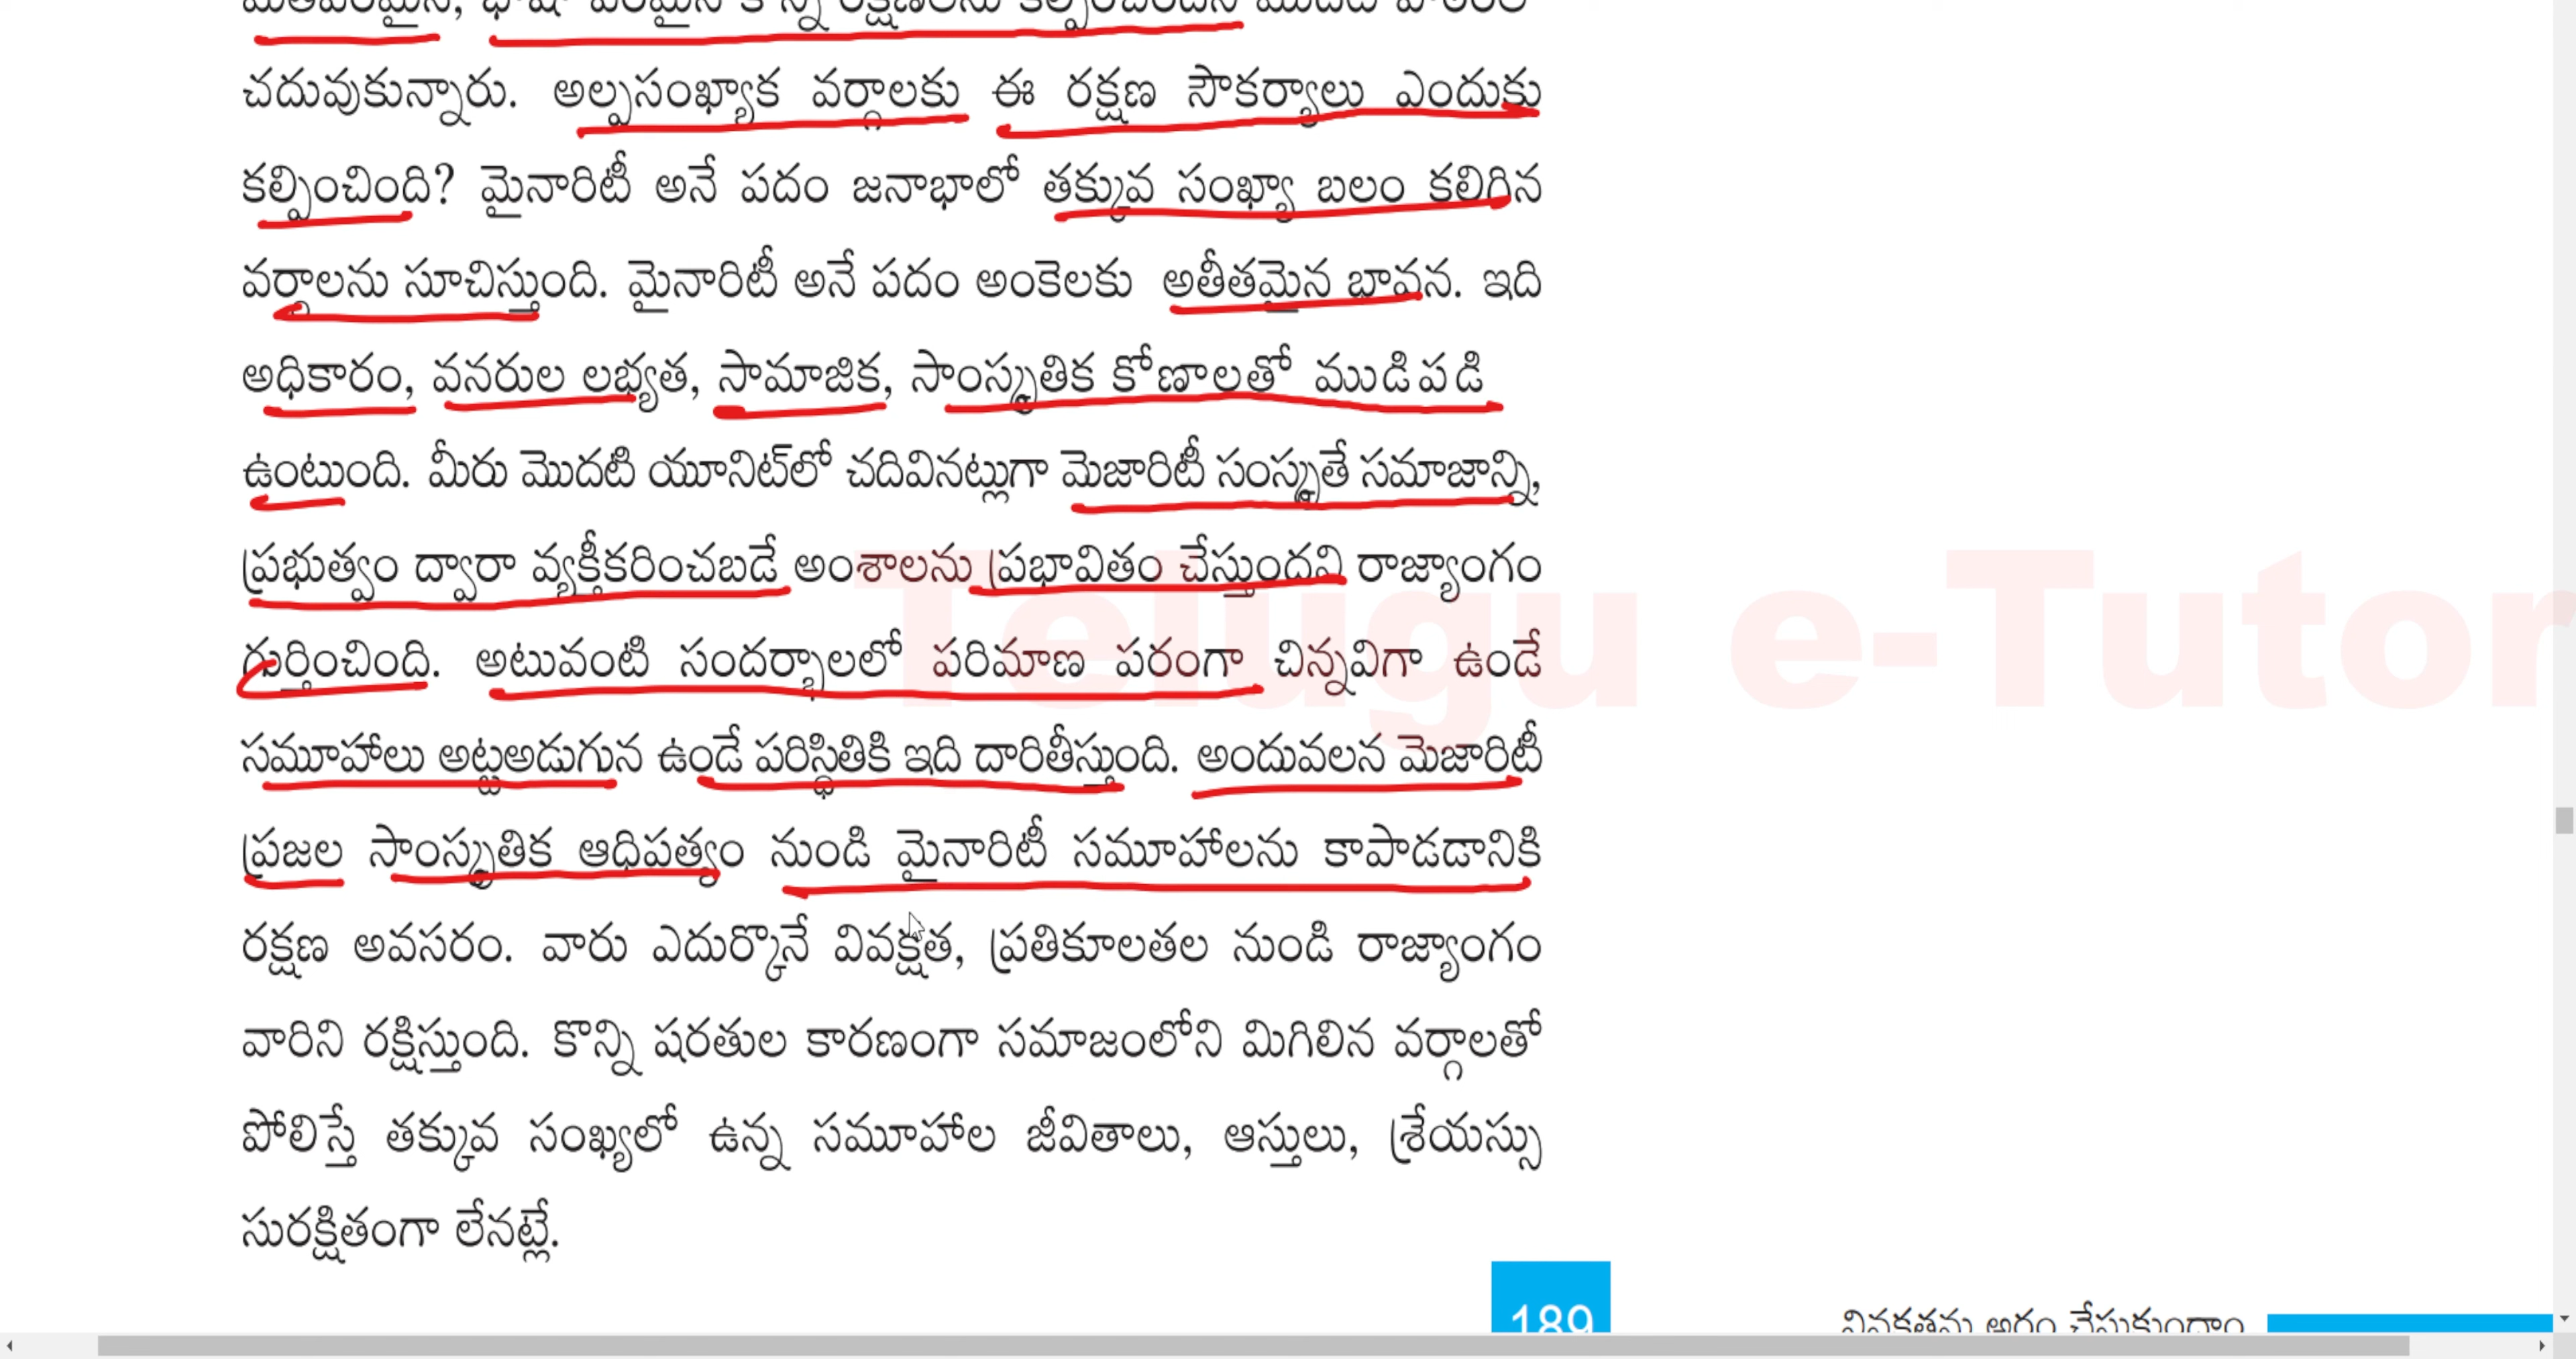 చదువుకున్నారు. అల్పసంఖ్యాక వర్గాలకు ఈ రక్షణ సౌకర్యాలు ఎందుకు
కల్పించింది? మైనారిటీ అనే పదం జనాభాలో తక్కువ సంఖ్యా బలం కలిగిన
వర్గాలను సూచిస్తుంది. మైనారిటీ అనే పదం అంకెలకు అతీతమైన భావన. ఇది
అధికారం, వనరుల లభ్యత, సామాజిక, సాంస్కృతిక కోణాలతో ముడిపడి
ఉంటుంది. మీరు మొదటి యూనిట్‌లో చదివినట్లుగా మెజారిటీ సంస్కృతే సమాజాన్ని,
ప్రభుత్వం ద్వారా వ్యక్తీకరించబడే అంశాలను ప్రభావితం చేస్తుందని రాజ్యాంగం
గుర్తించింది. అటువంటి సందర్భాలలో పరిమాణ పరంగా చిన్నవిగా ఉండే
సమూహాలు అట్టఅడుగున ఉండే పరిస్థితికి ఇది దారితీస్తుంది. అందువలన మెజారిటీ
ప్రజల సాంస్కృతిక ఆధిపత్యం నుండి మైనారిటీ సమూహాలను కాపాడడానికి
రక్షణ అవసరం. వారు ఎదుర్కొనే వివక్షత, ప్రతికూలతల నుండి రాజ్యాంగం
వారిని రక్షిస్తుంది. కొన్ని షరతుల కారణంగా సమాజంలోని మిగిలిన వర్గాలతో
పోలిస్తే తక్కువ సంఖ్యలో ఉన్న సమూహాల జీవితాలు, ఆస్తులు, శ్రేయస్సు
సురక్షితంగా లేనట్లే.
Telugu e-Tutor
189